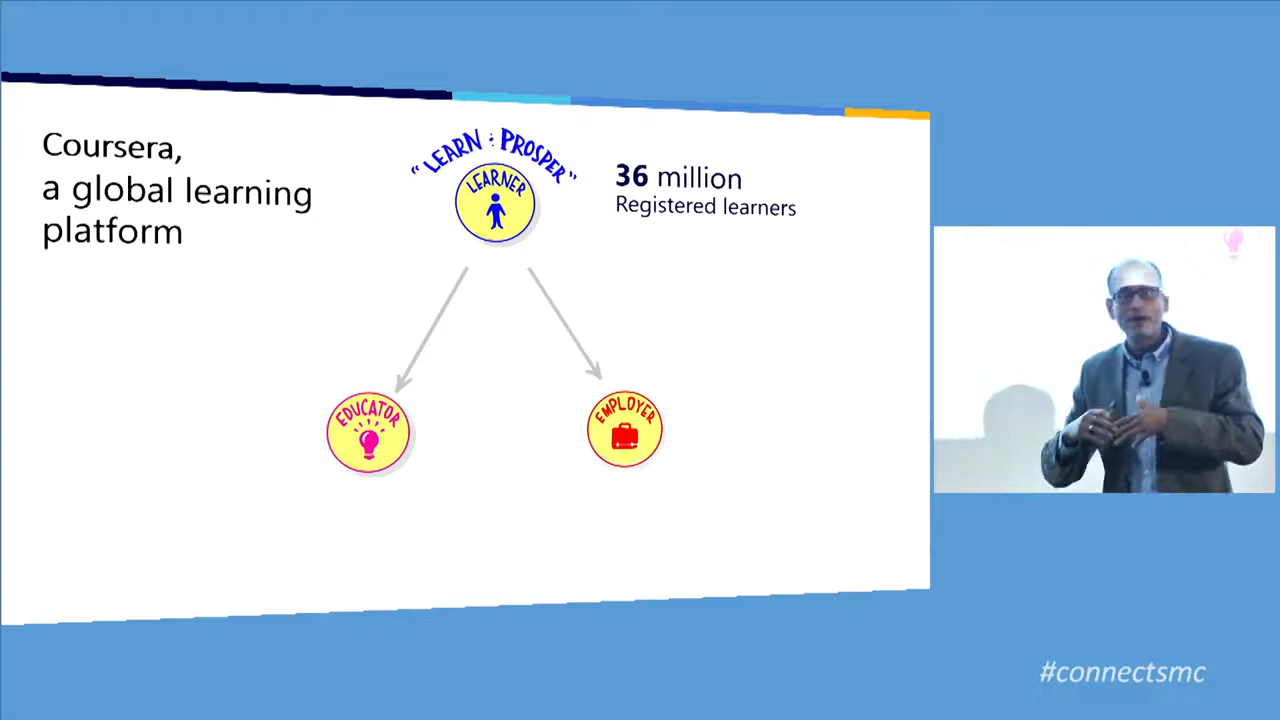 Coursera,
a global learning
platform
“LEARN : PROSPER”
LEARNER
36 million
Registered learners
EDUCATOR
EMPLOYER
#connectsmc